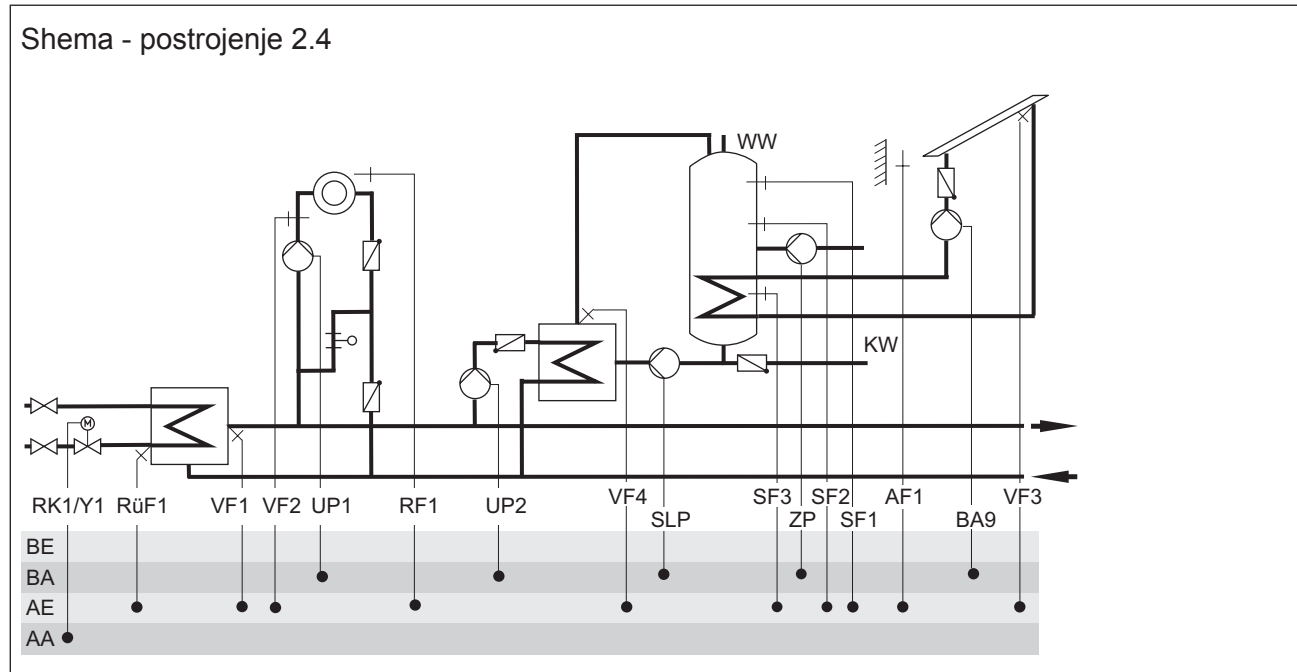 Shema - postrojenje 2.4
WW
KW
M
RK1/Y1 RüF1 VF1 VF2 UP1 RF1 UP2 VF4 SLP SF3 ZP SF2 SF1 AF1 BA9 VF3
BE
BA
AE
AA